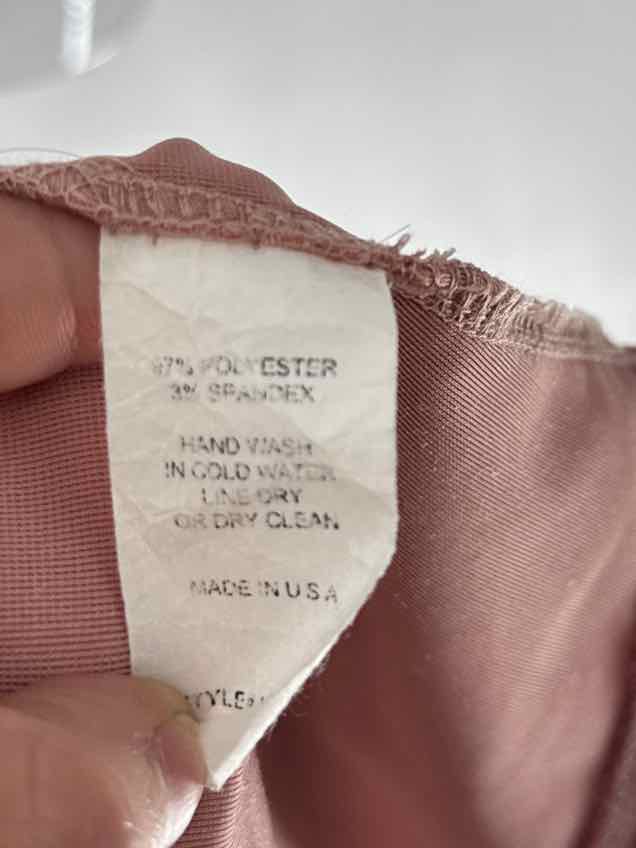 97% POLYESTER
3% SPANDEX
HAND WASH
IN COLD WATER
LINE DRY
OR DRY CLEAN
MADE IN U S A